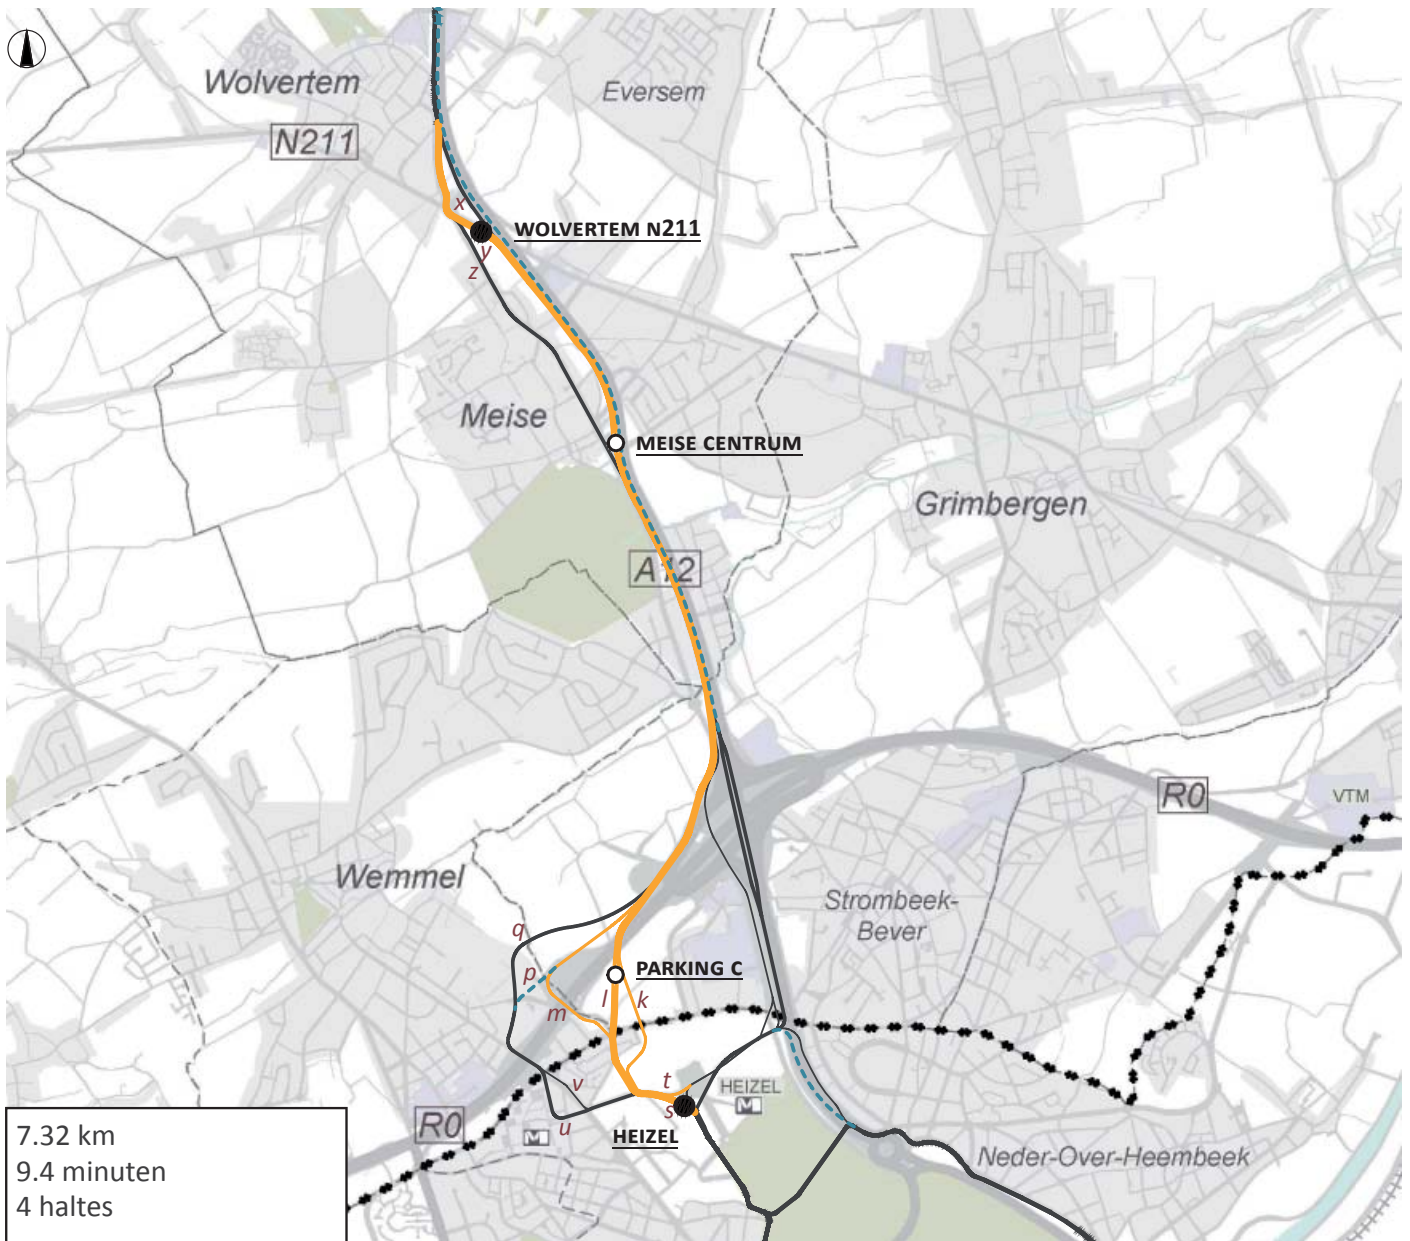 Wolvertem
Eversem
N211
x
WOLVERTEM N211
y
z
Meise
MEISE CENTRUM
Grimbergen
A12
R0
VTM
Wemmel
Strombeek-
Bever
q
p
PARKING C
l
k
m
t
HEIZEL
M
v
s
u
HEIZEL
R0
M
Neder-Over-Heembeek
7.32 km
9.4 minuten
4 haltes